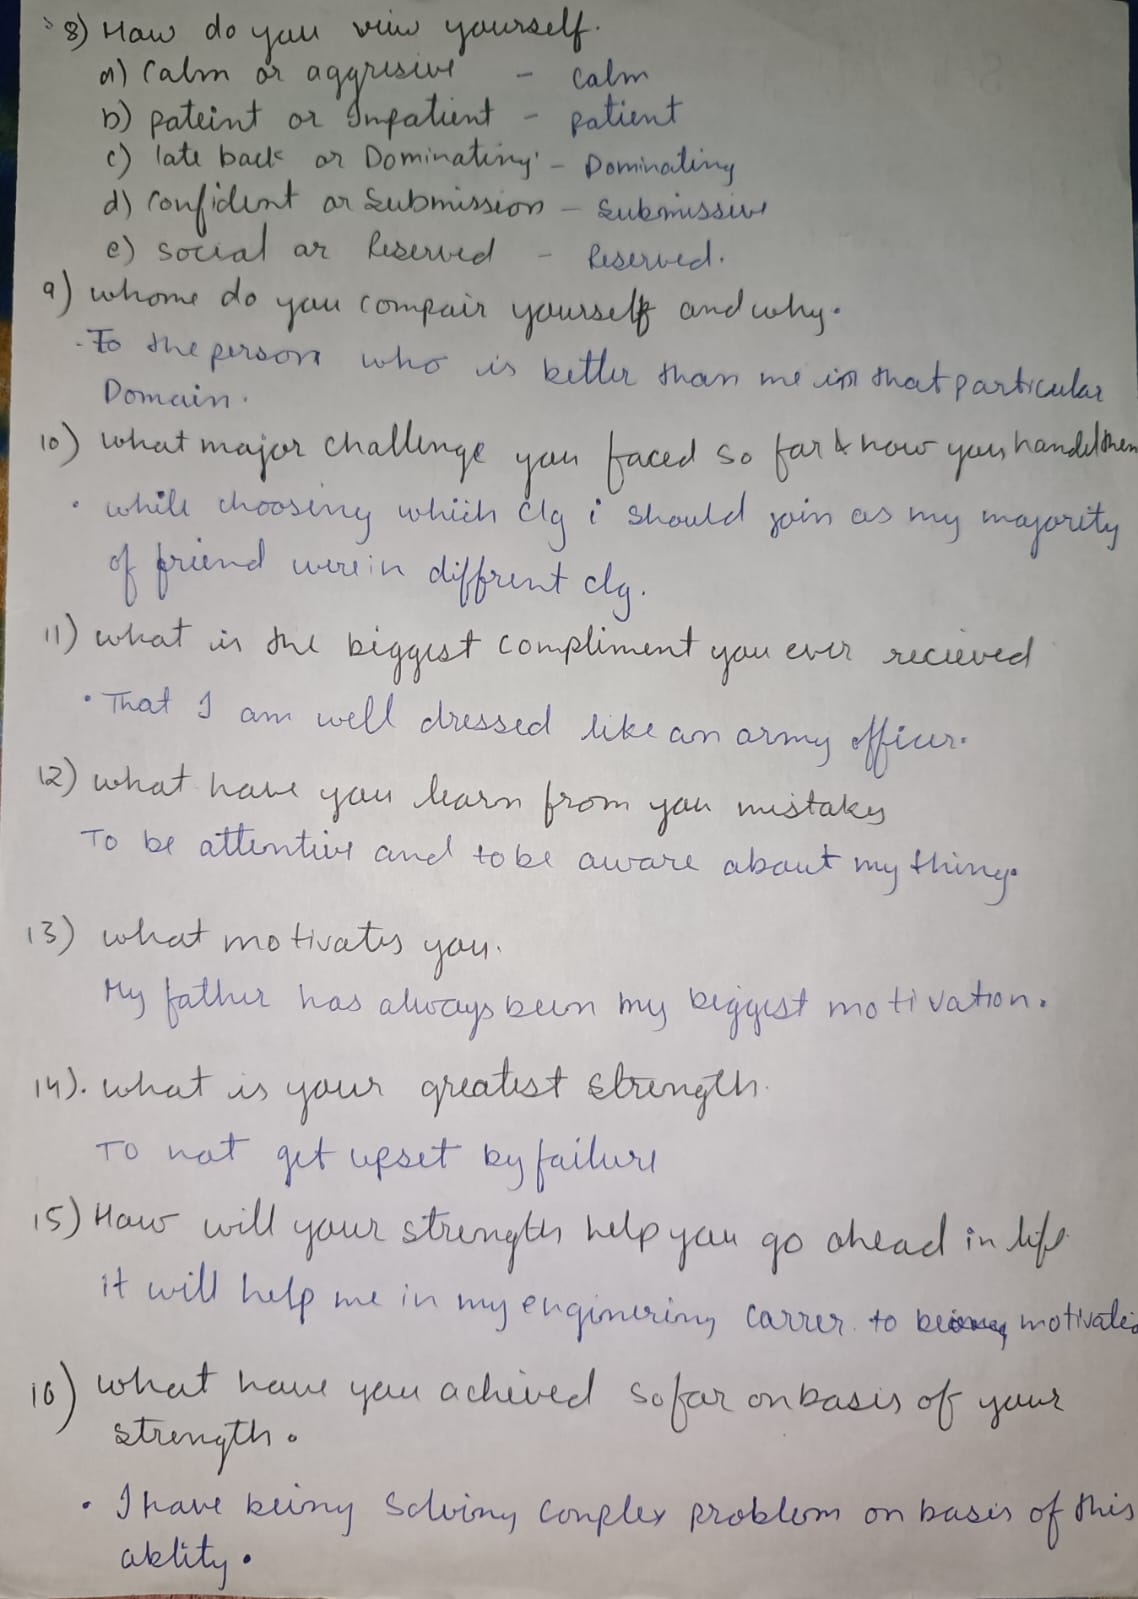 8) How do you view yourself.
a) Calm or aggresive - calm
b) pateint or Impatient - patient
c) late back or Dominating - Dominating
d) Confident or Submission - Submissive
e) social or Reserved - Reserved.
9) whome do you compair yourself and why.
- To the person who is better than me in that particular
Domain.
10) what major challenge you faced so far & how you handel them
• while choosing which clg i should join as my majority
of friend were in diffrent clg.
11) what is the biggest compliment you ever recieved
• That I am well dressed like an army officer.
12) what have you learn from you mistakes
To be attentive and to be aware about my things.
13) what motivates you.
My father has always been my biggest motivation.
14). what is your greatest strength.
To not get upset by failure
15) How will your strength help you go ahead in life
it will help me in my enginering carrer. to motivate
16) what have you achived so far on basis of your
strength.
• I have being solving conplex problem on basis of this
ablity.